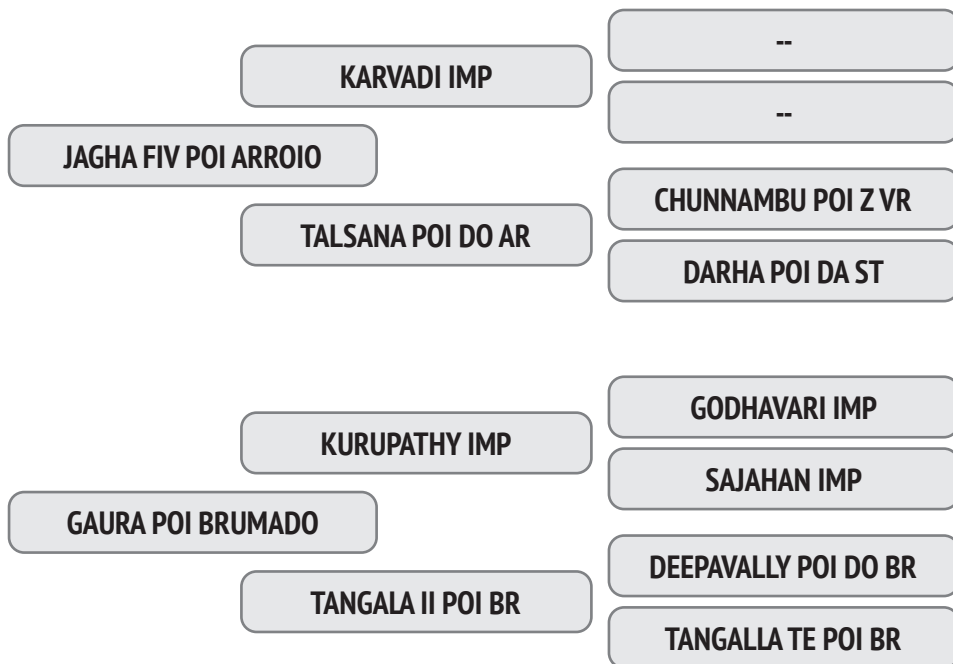 --
KARVADI IMP
--
JAGHA FIV POI ARROIO
CHUNNAMBU POI Z VR
TALSANA POI DO AR
DARHA POI DA ST
GODHAVARI IMP
KURUPATHY IMP
SAJAHAN IMP
GAURA POI BRUMADO
DEEPAVALLY POI DO BR
TANGALA II POI BR
TANGALLA TE POI BR